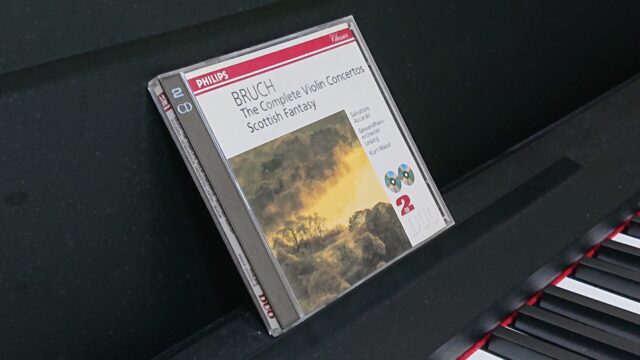 PHILIPS
Classics
2
CD
BRUCH
The Complete Violin Concertos
Scottish Fantasy
Salvatore
Accardo
Gewandhaus-
orchester
Leipzig
Kurt Masur
2
DUO
DUO